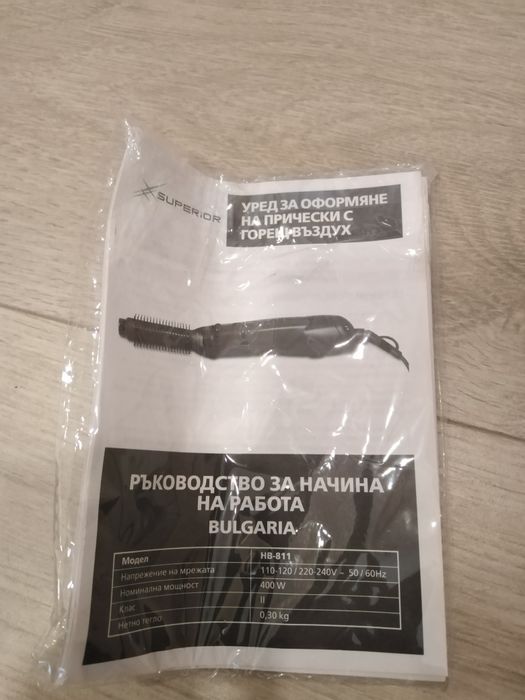 SUPERIOR
УРЕД ЗА ОФОРМЯНЕ
НА ПРИЧЕСКИ С
ГОРЕЩ ВЪЗДУХ
РЪКОВОДСТВО ЗА НАЧИНА
НА РАБОТА
BULGARIA
Модел HB-811
Напрежение на мрежата 110-120 / 220-240V ~ 50 / 60Hz
Номинална мощност 400 W
Клас II
Нетно тегло 0,30 kg